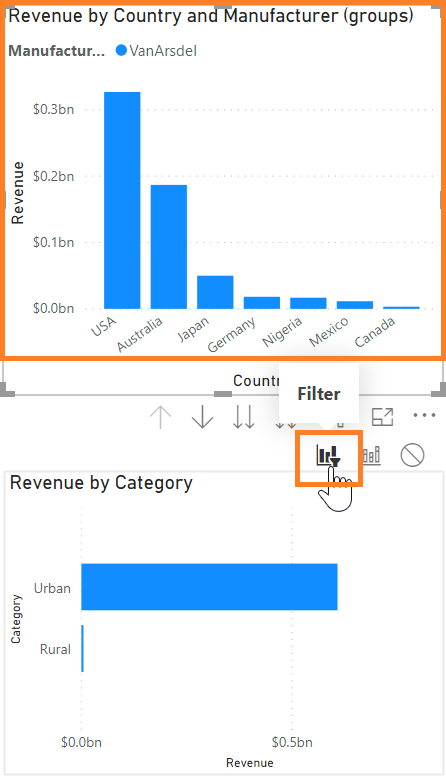 Revenue by Country and Manufacturer (groups)
Manufactur... VanArsdel
$0.3bn
$0.2bn
$0.1bn
$0.0bn
Revenue
USA
Australia
Japan
Germany
Nigeria
Mexico
Canada
Countr
Filter
Revenue by Category
Urban
Rural
Category
$0.0bn
$0.5bn
Revenue